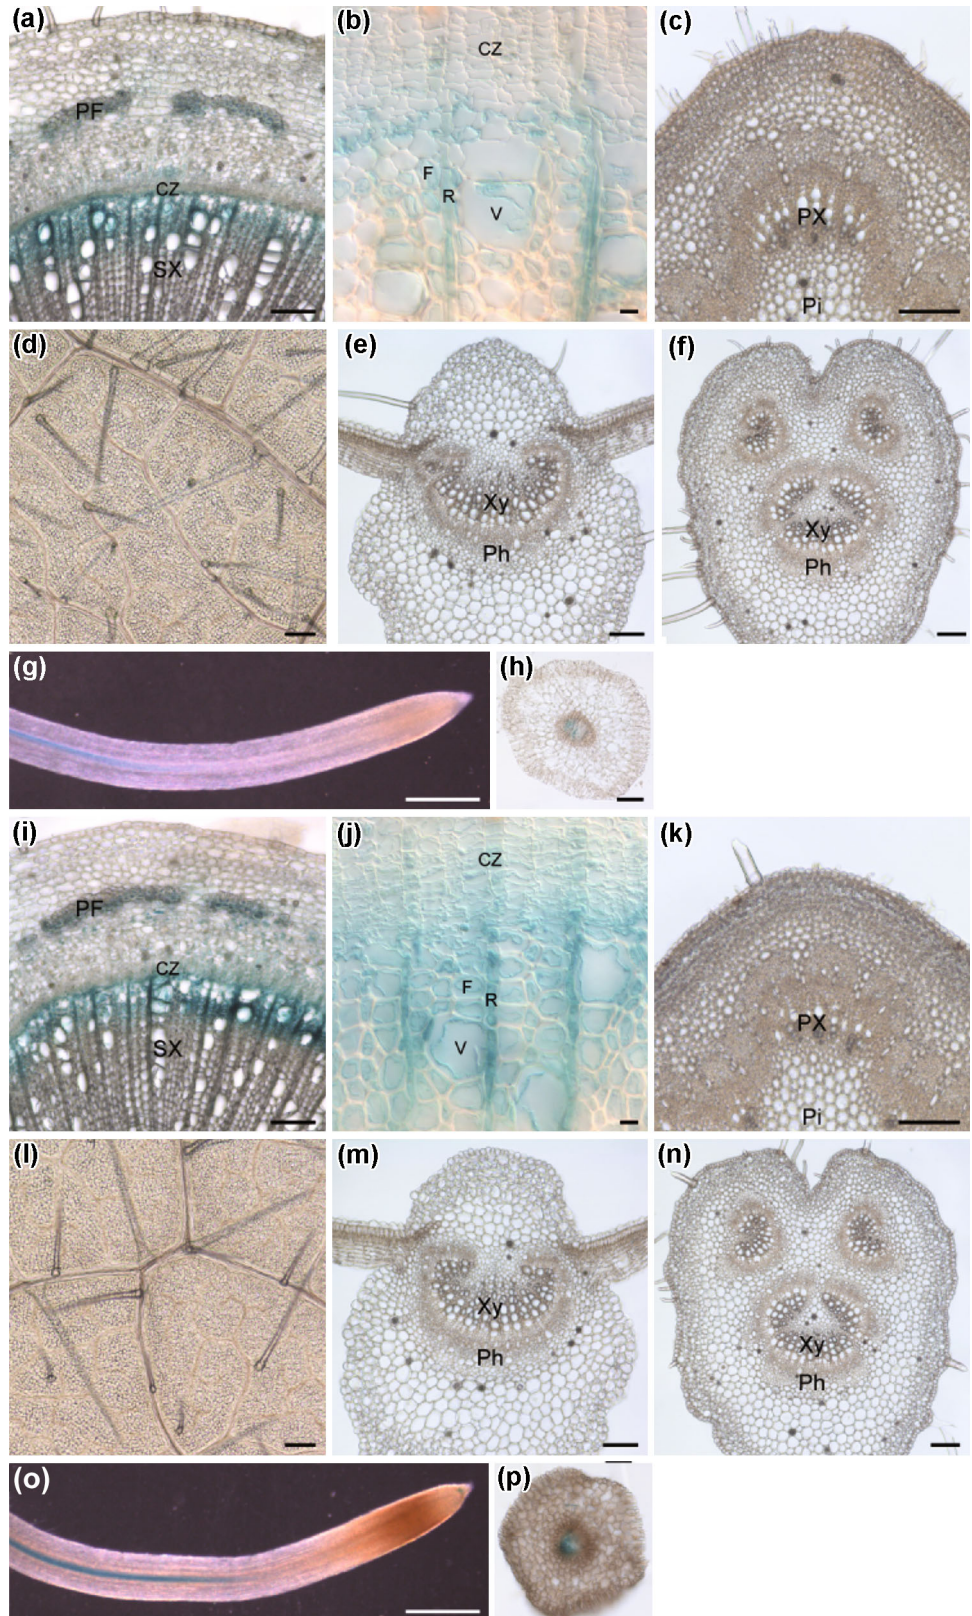 (a) (b) (c)
PF CZ
CZ F R V PX
SX Pi
(d) (e) (f)
Xy Xy
Ph Ph
(g) (h)
(i) (j) (k)
PF CZ
CZ F R PX
SX V Pi
(l) (m) (n)
Xy Xy
Ph Ph
(o) (p)